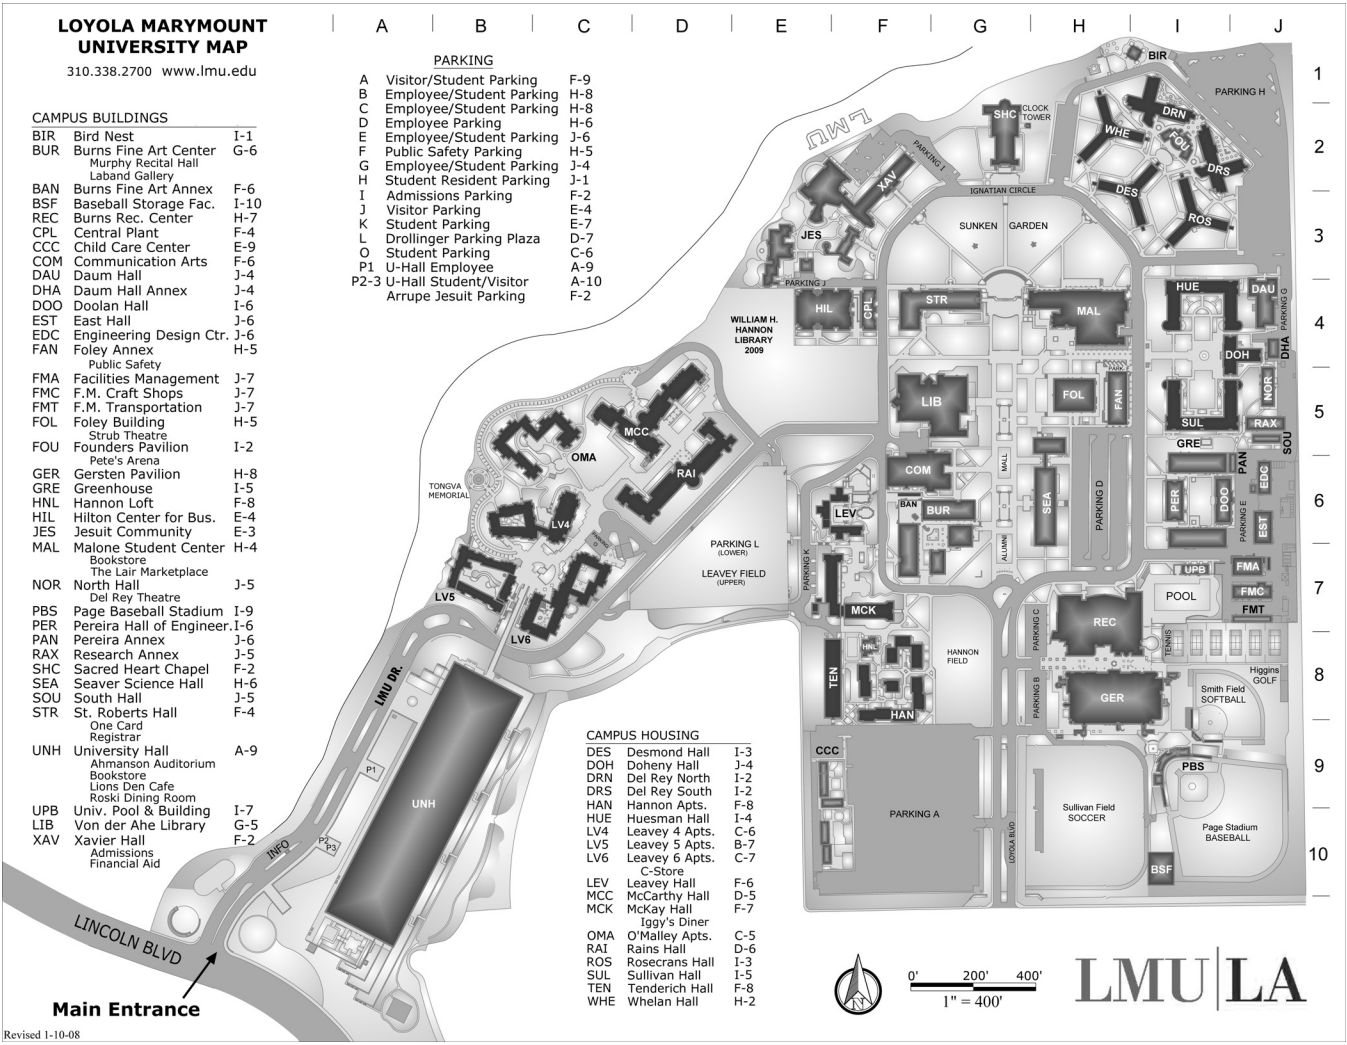 LOYOLA MARYMOUNT
UNIVERSITY MAP
310.338.2700 www.lmu.edu
CAMPUS BUILDINGS
BIR Bird Nest I-1
BUR Burns Fine Art Center G-6
Murphy Recital Hall
Laband Gallery
BAN Burns Fine Art Annex F-6
BSF Baseball Storage Fac. I-10
REC Burns Rec. Center H-7
CPL Central Plant F-4
CCC Child Care Center E-9
COM Communication Arts F-6
DAU Daum Hall J-4
DHA Daum Hall Annex J-4
DOO Doolan Hall I-6
EST East Hall J-6
EDC Engineering Design Ctr. J-6
FAN Foley Annex H-5
Public Safety
FMA Facilities Management J-7
FMC F.M. Craft Shops J-7
FMT F.M. Transportation J-7
FOL Foley Building H-5
Strub Theatre
FOU Founders Pavilion I-2
Pete's Arena
GER Gersten Pavilion H-8
GRE Greenhouse I-5
HNL Hannon Loft F-8
HIL Hilton Center for Bus. E-4
JES Jesuit Community E-3
MAL Malone Student Center H-4
Bookstore
The Lair Marketplace
NOR North Hall J-5
Del Rey Theatre
PBS Page Baseball Stadium I-9
PER Pereira Hall of Engineer. I-6
PAN Pereira Annex J-6
RAX Research Annex J-5
SHC Sacred Heart Chapel F-2
SEA Seaver Science Hall H-6
SOU South Hall J-5
STR St. Roberts Hall F-4
One Card
Registrar
UNH University Hall A-9
Ahmanson Auditorium
Bookstore
Lions Den Cafe
Roski Dining Room
UPB Univ. Pool & Building I-7
LIB Von der Ahe Library G-5
XAV Xavier Hall F-2
Admissions
Financial Aid
PARKING
A Visitor/Student Parking F-9
B Employee/Student Parking H-8
C Employee/Student Parking H-8
D Employee Parking H-6
E Employee/Student Parking J-6
F Public Safety Parking H-5
G Employee/Student Parking J-4
H Student Resident Parking J-1
I Admissions Parking F-2
J Visitor Parking E-4
K Student Parking E-7
L Drollinger Parking Plaza D-7
O Student Parking C-6
P1 U-Hall Employee A-9
P2-3 U-Hall Student/Visitor A-10
Arrupe Jesuit Parking F-2
A B C D E F G H I J
1
2
3
4
5
6
7
8
9
10
BIR
PARKING H
LMU
SHC
CLOCK
TOWER
WHE
DRN
FOU
DRS
DES
ROS
PARKING I
XAV
IGNATIAN CIRCLE
JES
SUNKEN GARDEN
PARKING J
HIL
CPL
STR
MAL
HUE
DAU
PARKING G
DHA
DOH
WILLIAM H.
HANNON
LIBRARY
2009
LIB
FOL
PARK
FAN
NOR
SUL
RAX
SOU
GRE
PAN
MCC
OMA
RAI
TONGVA
MEMORIAL
LV4
PARKING
O
COM
MALL
BAN
BUR
SEA
PARKING D
PER
DOO
EDC
PARKING E
EST
LEV
PARKING L
(LOWER)
LEAVEY FIELD
(UPPER)
PARKING K
ALUMNI
LV5
LV6
MCK
UPB
POOL
FMA
FMC
FMT
PARKING C
REC
TENNIS
LMU DR.
TEN
HNL
HANNON
FIELD
HAN
PARKING B
GER
Higgins
GOLF
Smith Field
SOFTBALL
P1
UNH
CCC
PBS
PARKING A
Sullivan Field
SOCCER
LOYOLA BLVD
Page Stadium
BASEBALL
BSF
P2
P3
INFO
LINCOLN BLVD
Main Entrance
CAMPUS HOUSING
DES Desmond Hall I-3
DOH Doheny Hall J-4
DRN Del Rey North I-2
DRS Del Rey South I-2
HAN Hannon Apts. F-8
HUE Huesman Hall I-4
LV4 Leavey 4 Apts. C-6
LV5 Leavey 5 Apts. B-7
LV6 Leavey 6 Apts. C-7
C-Store
LEV Leavey Hall F-6
MCC McCarthy Hall D-5
MCK McKay Hall F-7
Iggy's Diner
OMA O'Malley Apts. C-5
RAI Rains Hall D-6
ROS Rosecrans Hall I-3
SUL Sullivan Hall I-5
TEN Tenderich Hall F-8
WHE Whelan Hall H-2
N
0' 200' 400'
1" = 400'
LMU|LA
Revised 1-10-08